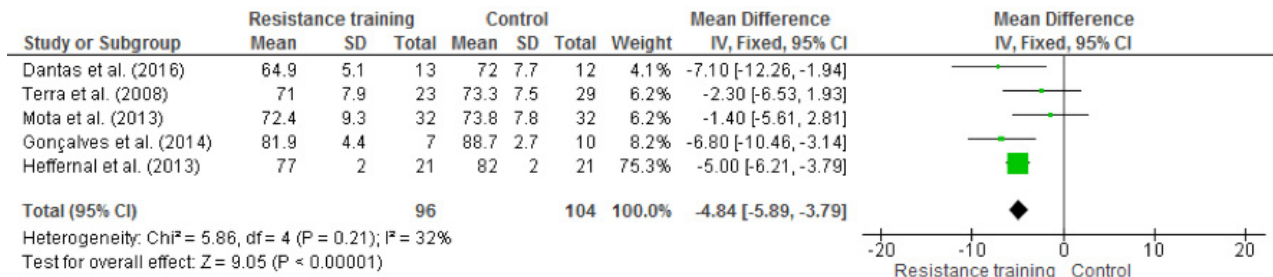 Resistance training Control Mean Difference Mean Difference
Study or Subgroup Mean SD Total Mean SD Total Weight IV, Fixed, 95% CI IV, Fixed, 95% CI
Dantas et al. (2016) 64.9 5.1 13 72 7.7 12 4.1% -7.10 [-12.26, -1.94]
Terra et al. (2008) 71 7.9 23 73.3 7.5 29 6.2% -2.30 [-6.53, 1.93]
Mota et al. (2013) 72.4 9.3 32 73.8 7.8 32 6.2% -1.40 [-5.61, 2.81]
Gonçalves et al. (2014) 81.9 4.4 7 88.7 2.7 10 8.2% -6.80 [-10.46, -3.14]
Heffernal et al. (2013) 77 2 21 82 2 21 75.3% -5.00 [-6.21, -3.79]
Total (95% CI) 96 104 100.0% -4.84 [-5.89, -3.79]
Heterogeneity: Chi² = 5.86, df = 4 (P = 0.21); I² = 32%
Test for overall effect: Z = 9.05 (P < 0.00001)
-20 -10 0 10 20
Resistance training Control